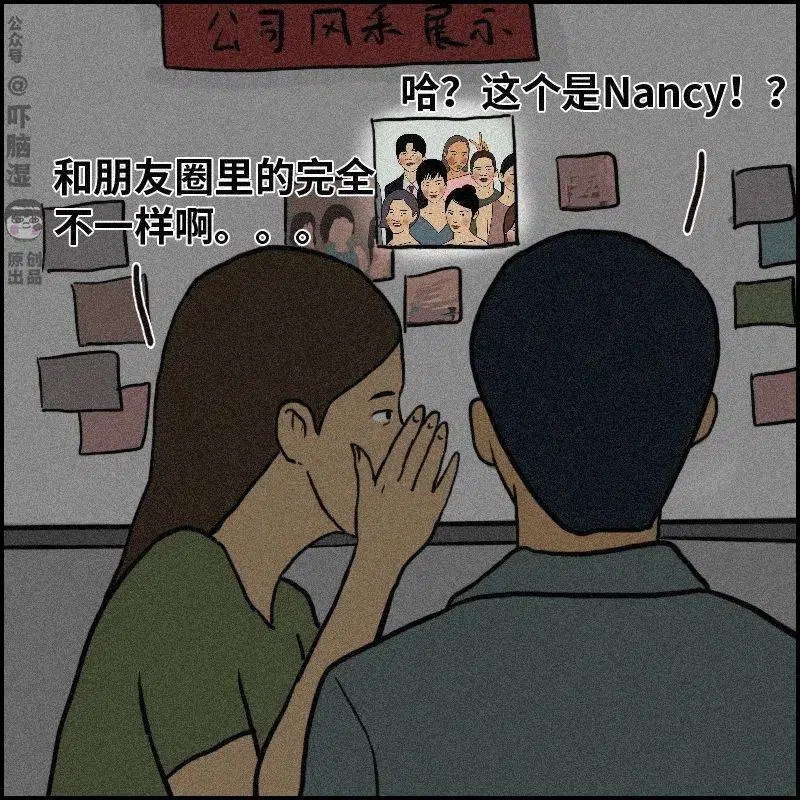 公司风采展示
哈？这个是Nancy！？
和朋友圈里的完全
不一样啊。。。
公众号@吓脑湿
原创
出品